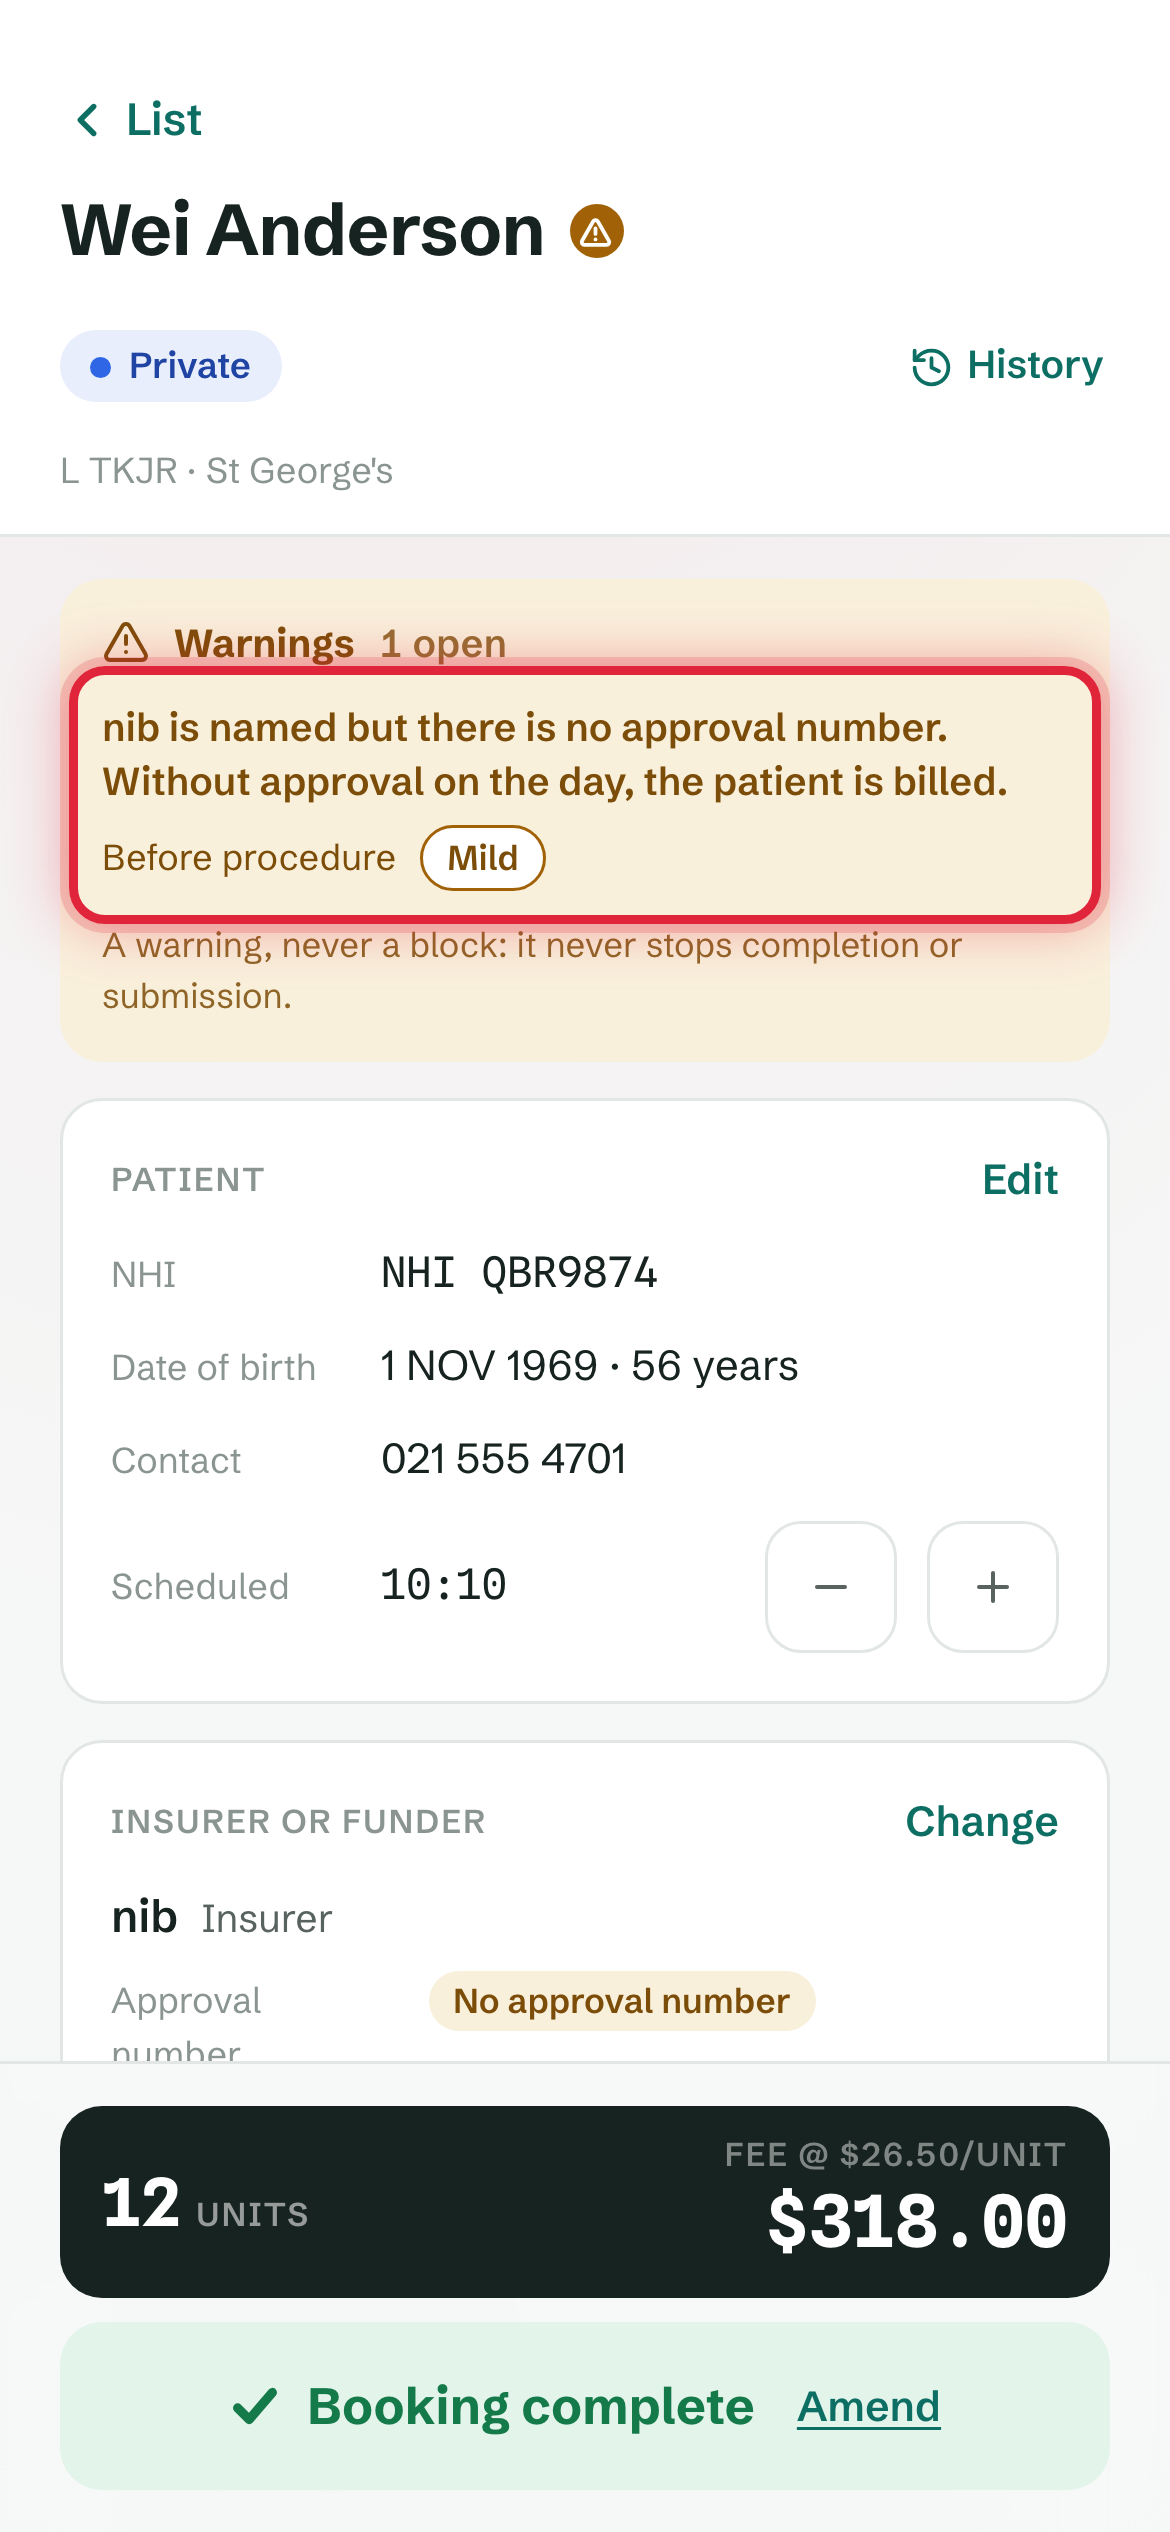 List
Wei Anderson
Private
History
L TKJR · St George's
Warnings 1 open
nib is named but there is no approval number.
Without approval on the day, the patient is billed.
Before procedure Mild
A warning, never a block: it never stops completion or
submission.
PATIENT
Edit
NHI
NHI QBR9874
Date of birth
1 NOV 1969 · 56 years
Contact
021 555 4701
Scheduled
10:10
INSURER OR FUNDER
Change
nib Insurer
Approval
number
No approval number
12 UNITS
FEE @ $26.50/UNIT
$318.00
Booking complete Amend